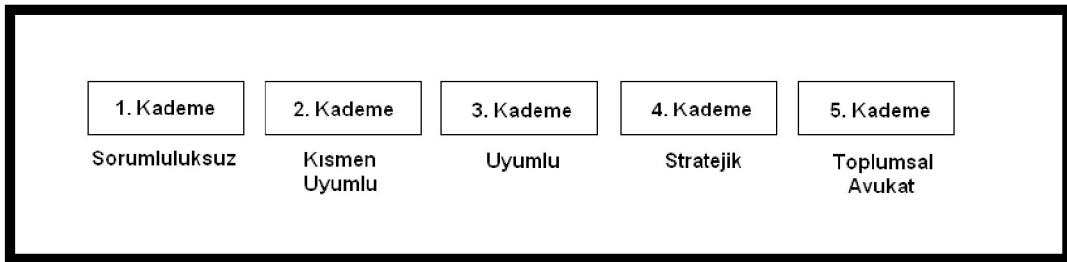 1. Kademe
2. Kademe
3. Kademe
4. Kademe
5. Kademe
Sorumluluksuz
Kısmen
Uyumlu
Uyumlu
Stratejik
Toplumsal
Avukat